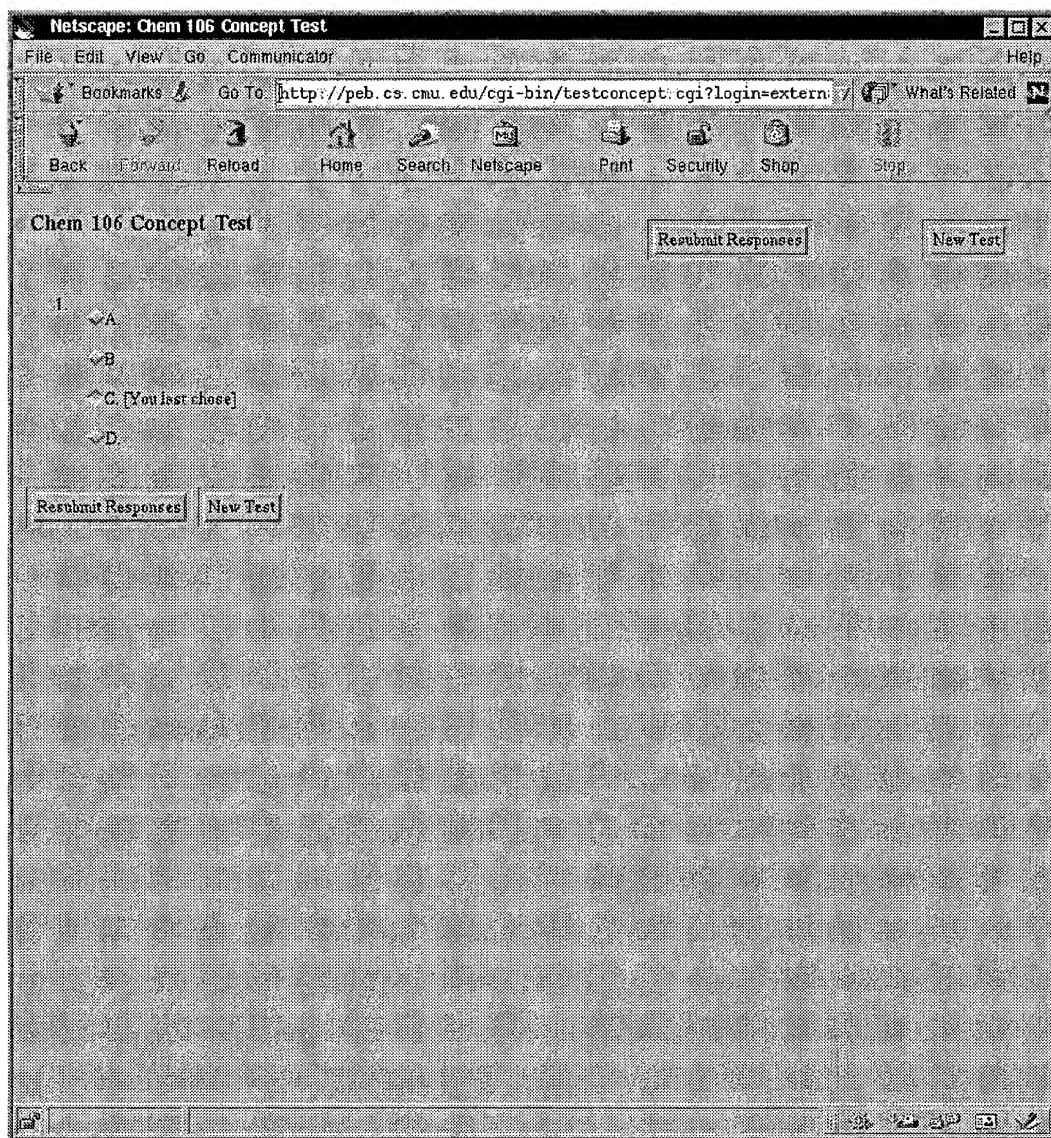 Netscape: Chem 106 Concept Test
File Edit View Go Communicator Help
Bookmarks Go To http://peb.cs.cmu.edu/cgi-bin/testconcept.cgi?login=extern What's Related N
Back Forward Reload Home Search Netscape Print Security Shop Stop
Chem 106 Concept Test
Resubmit Responses New Test
1.
A.
B
C. [You last chose]
D.
Resubmit Responses New Test